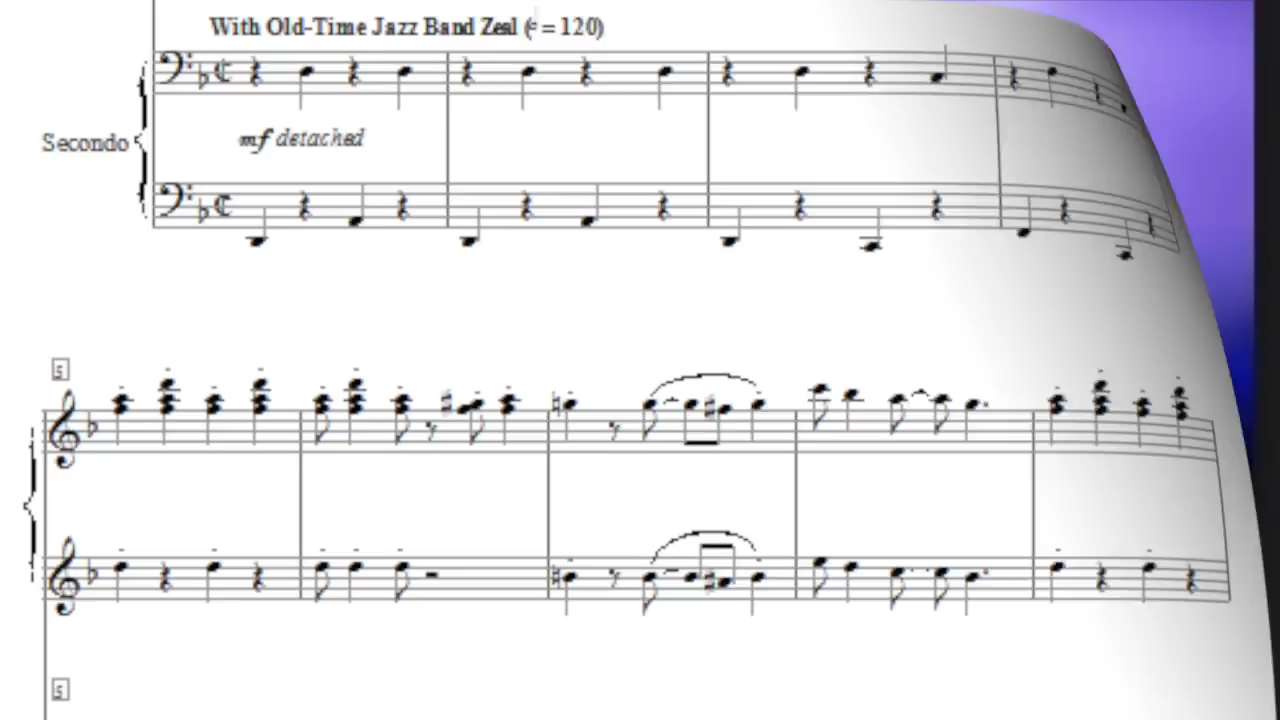 With Old-Time Jazz Band Zeal (𝅗𝅥 = 120)
Secondo
mf detached
5
5